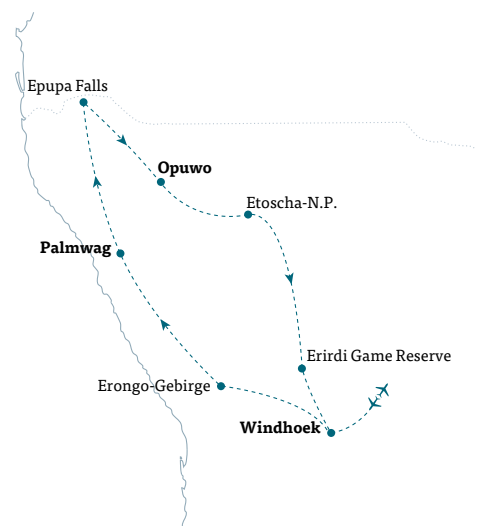 Epupa Falls
Opuwo
Etoscha-N.P.
Palmwag
Erirdi Game Reserve
Erongo-Gebirge
Windhoek